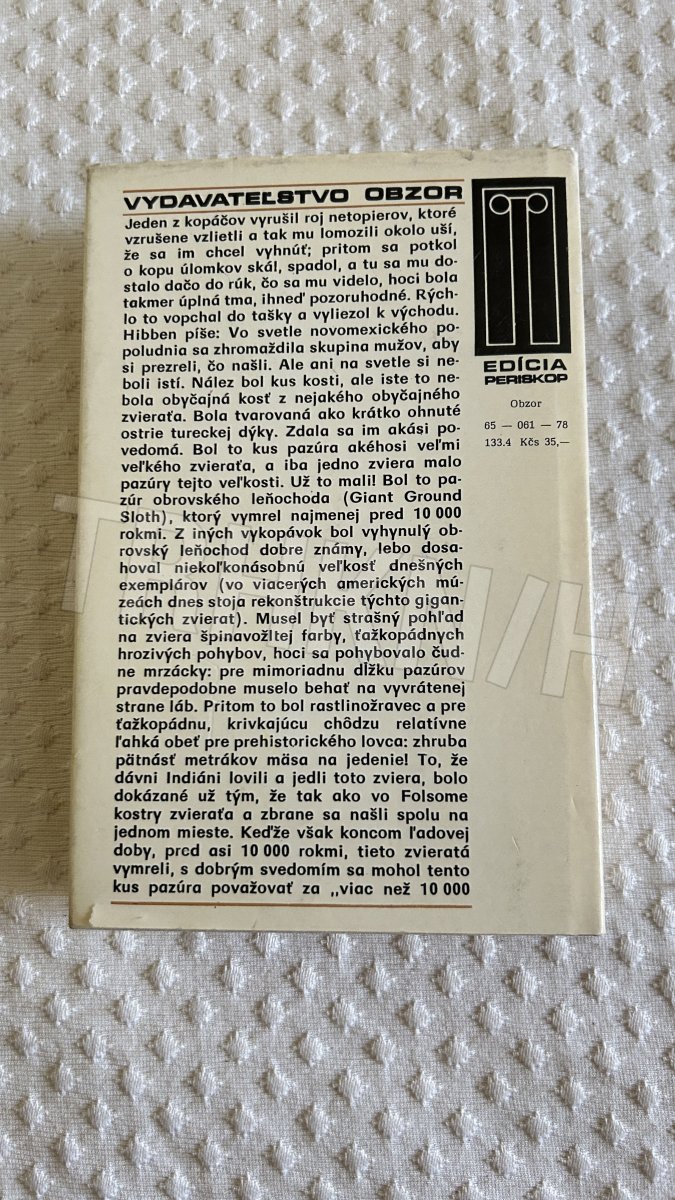 VYDAVATEĽSTVO OBZOR
Jeden z kopáčov vyrušil roj netopierov, ktoré
vzrušene vzlietli a tak mu lomozili okolo uší,
že sa im chcel vyhnúť; pritom sa potkol
o kopu úlomkov skál, spadol, a tu sa mu do-
stalo dačo do rúk, čo sa mu videlo, hoci bola
takmer úplná tma, ihneď pozoruhodné. Rých-
lo to vopchal do tašky a vyliezol k východu.
Hibben píše: Vo svetle novomexického po-
poludnia sa zhromaždila skupina mužov, aby
si prezreli, čo našli. Ale ani na svetle si ne-
boli istí. Nález bol kus kosti, ale iste to ne-
bola obyčajná kosť z nejakého obyčajného
zvieraťa. Bola tvarovaná ako krátko ohnuté
ostrie tureckej dýky. Zdala sa im akási po-
vedomá. Bol to kus pazúra akéhosi veľmi
veľkého zvieraťa, a iba jedno zviera malo
pazúry tejto veľkosti. Už to mali! Bol to pa-
zúr obrovského leňochoda (Giant Ground
Sloth), ktorý vymrel najmenej pred 10 000
rokmi. Z iných vykopávok bol vyhynulý ob-
rovský leňochod dobre známy, lebo dosa-
hoval niekoľkonásobnú veľkosť dnešných
exemplárov (vo viacerých amerických mú-
zeách dnes stoja rekonštrukcie týchto gigan-
tických zvierat). Musel byť strašný pohľad
na zviera špinavožltej farby, ťažkopádnych
hrozivých pohybov, hoci sa pohybovalo čud-
ne mrzácky: pre mimoriadnu dĺžku pazúrov
pravdepodobne muselo behať na vyvrátenej
strane láb. Pritom to bol rastlinožravec a pre
ťažkopádnu, krivkajúcu chôdzu relatívne
ľahká obeť pre prehistorického lovca: zhruba
pätnásť metrákov mäsa na jedenie! To, že
dávni Indiáni lovili a jedli toto zviera, bolo
dokázané už tým, že tak ako vo Folsome
kostry zvieraťa a zbrane sa našli spolu na
jednom mieste. Keďže však koncom ľadovej
doby, pred asi 10 000 rokmi, tieto zvieratá
vymreli, s dobrým svedomím sa mohol tento
kus pazúra považovať za „viac než 10 000
EDÍCIA
PERISKOP
Obzor
65 — 061 — 78
133.4 Kčs 35,—